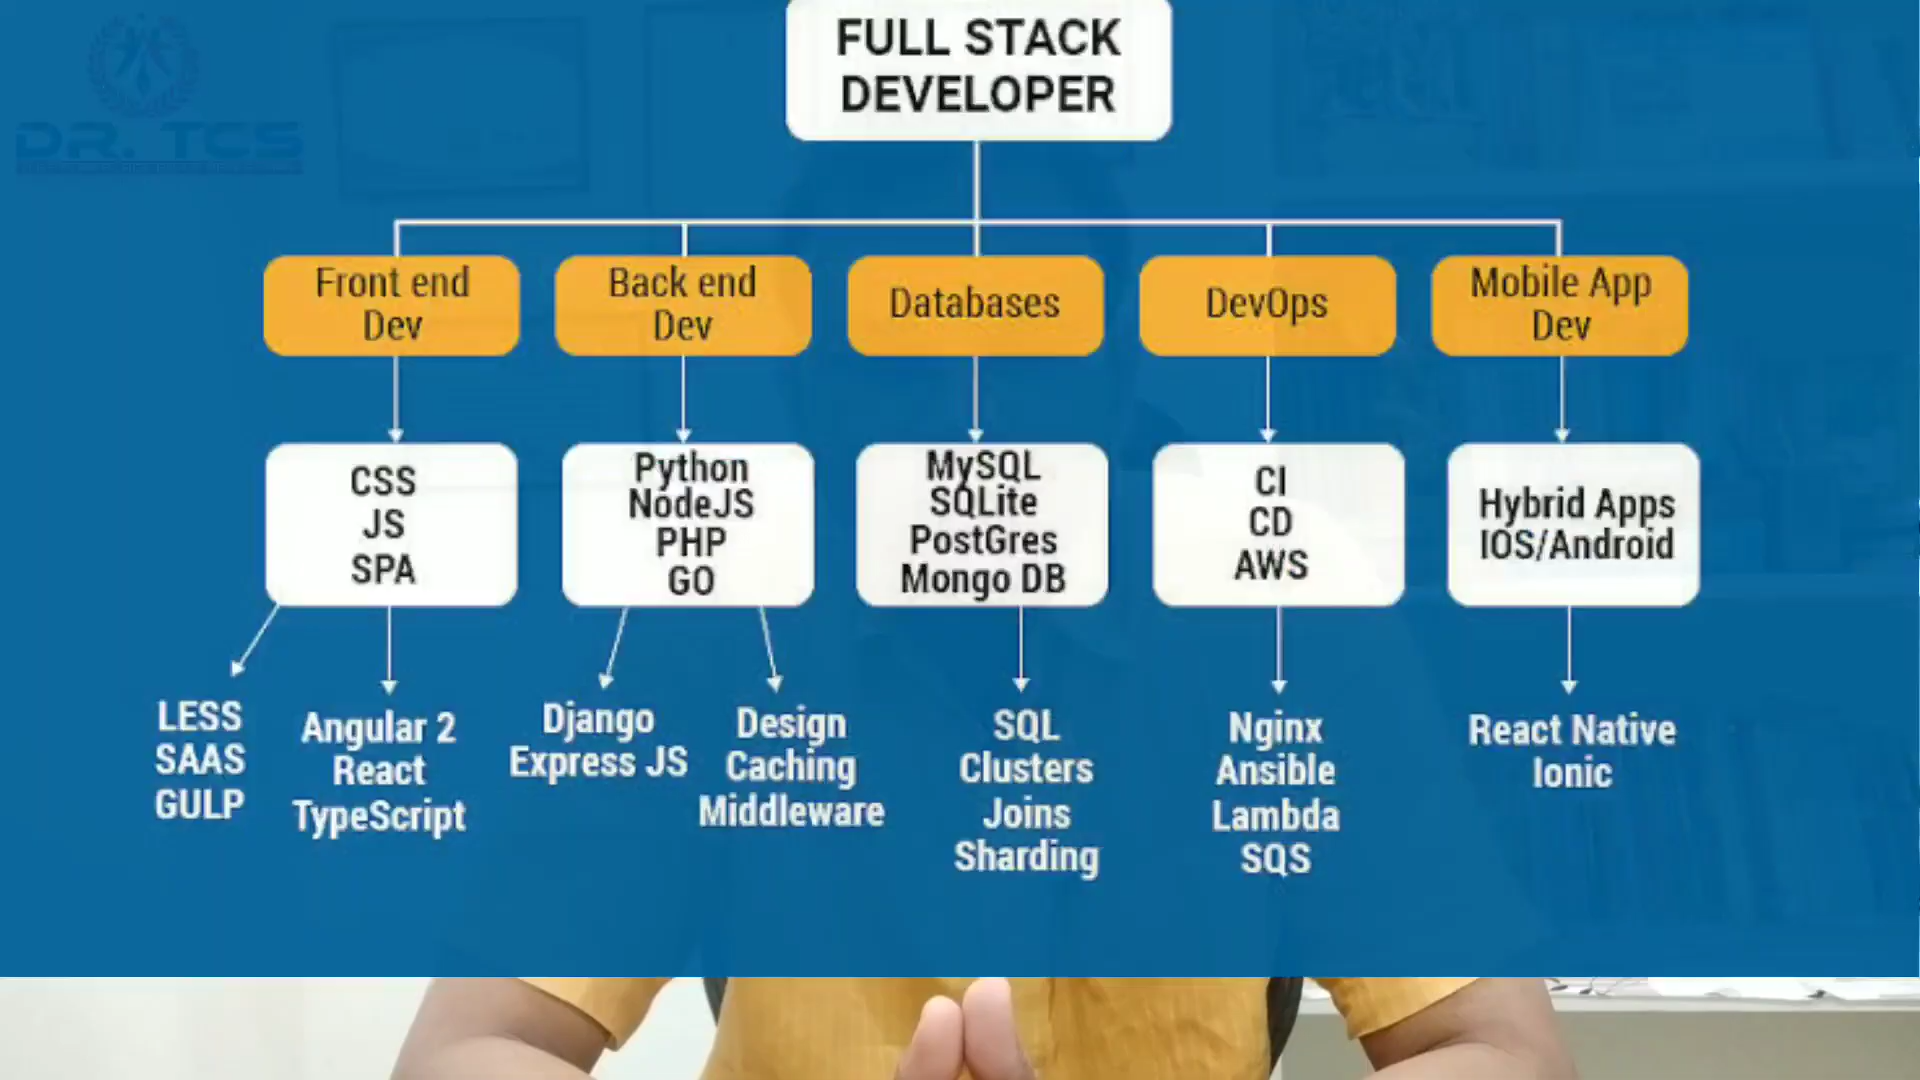 DR. TCS
FULL STACK
DEVELOPER
Front end
Dev
Back end
Dev
Databases
DevOps
Mobile App
Dev
CSS
JS
SPA
Python
NodeJS
PHP
GO
MySQL
SQLite
PostGres
Mongo DB
CI
CD
AWS
Hybrid Apps
IOS/Android
LESS
SAAS
GULP
Angular 2
React
TypeScript
Django
Express JS
Design
Caching
Middleware
SQL
Clusters
Joins
Sharding
Nginx
Ansible
Lambda
SQS
React Native
Ionic